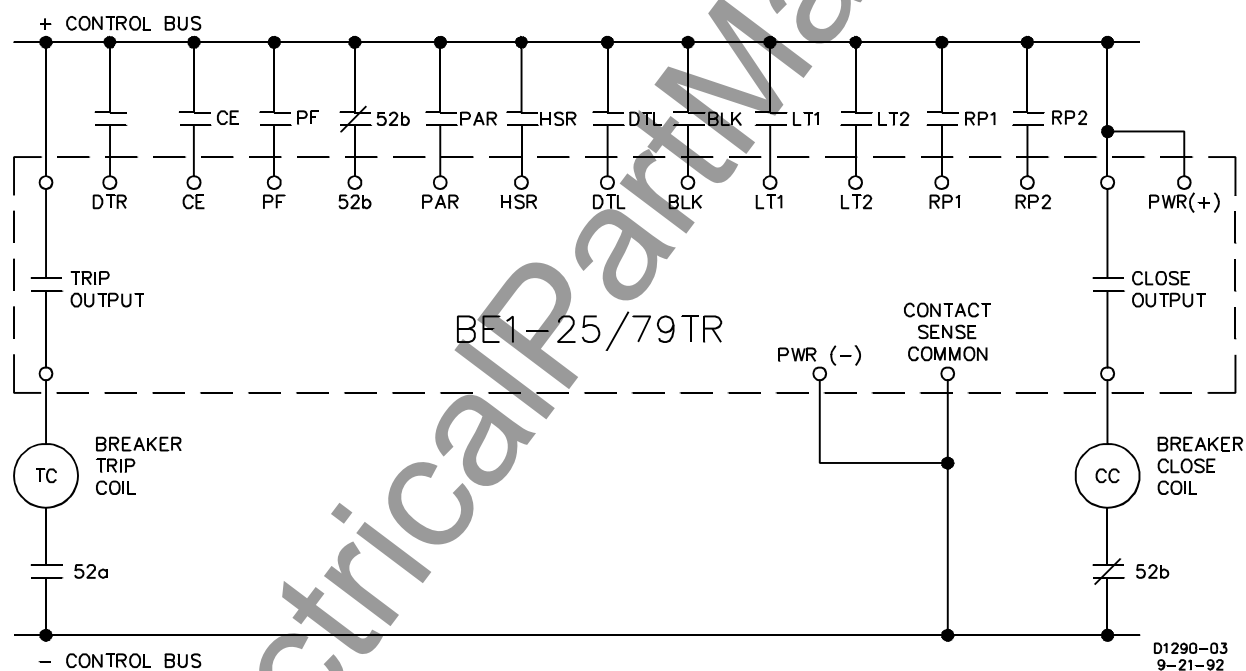 + CONTROL BUS
CE PF 52b PAR HSR DTL BLK LT1 LT2 RP1 RP2
DTR CE PF 52b PAR HSR DTL BLK LT1 LT2 RP1 RP2 PWR(+)
TRIP
OUTPUT
CLOSE
OUTPUT
BE1-25/79TR
CONTACT
SENSE
COMMON
PWR (-)
TC
BREAKER
TRIP
COIL
CC
BREAKER
CLOSE
COIL
52a
52b
- CONTROL BUS
D1290-03
9-21-92
ctricalPartMa